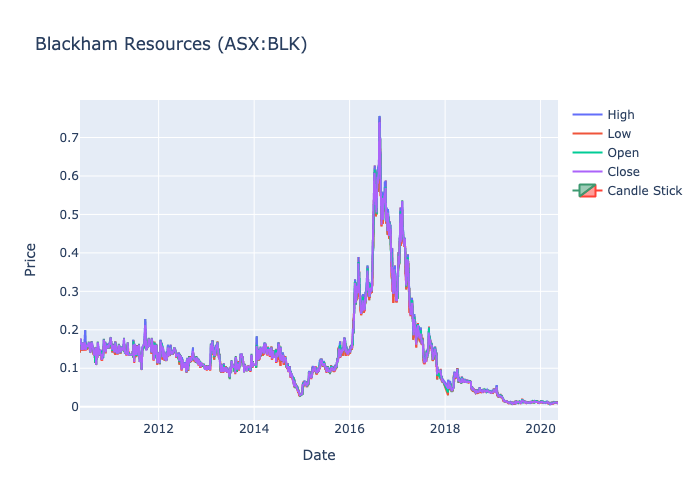 Blackham Resources (ASX:BLK)
High
Low
Open
Close
Candle Stick
Price
0.7
0.6
0.5
0.4
0.3
0.2
0.1
0
2012
2014
2016
2018
2020
Date